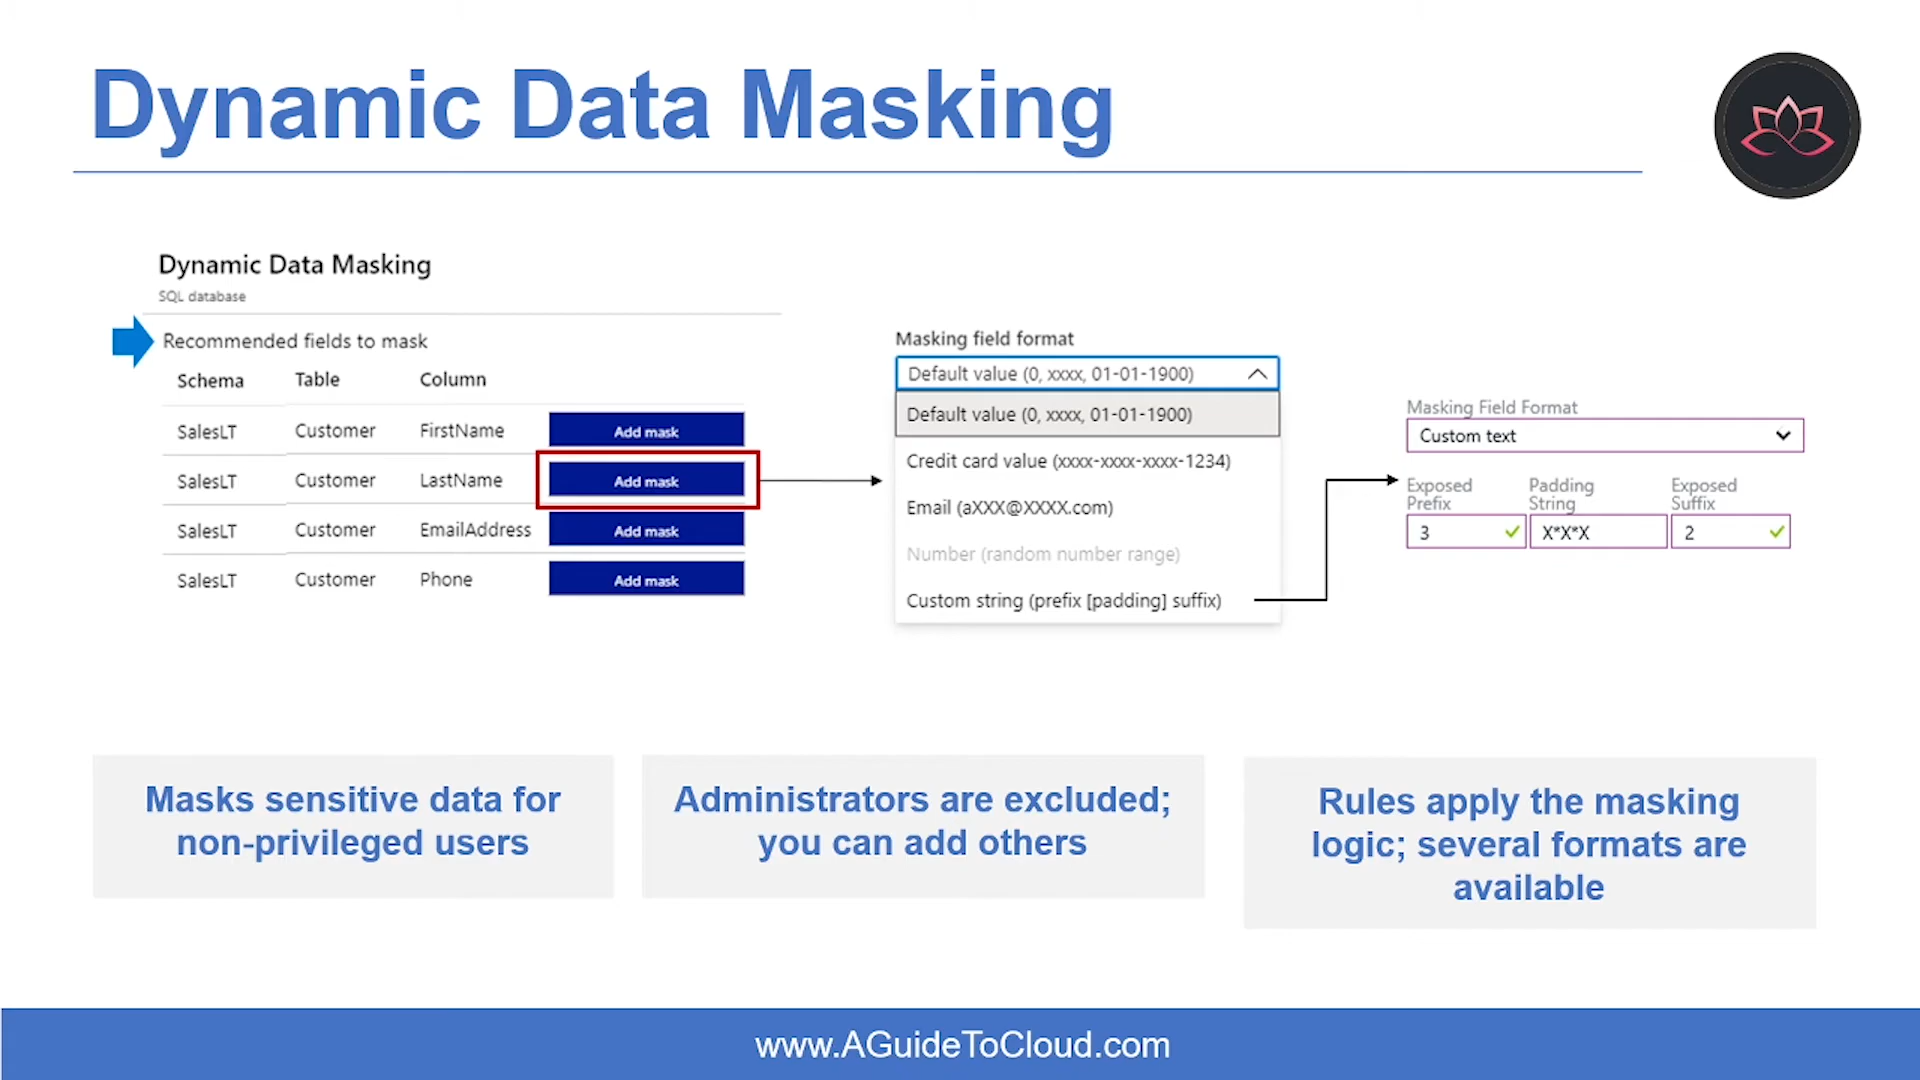 Dynamic Data Masking
Dynamic Data Masking
SQL database
Recommended fields to mask
Schema Table Column
SalesLT Customer FirstName Add mask
SalesLT Customer LastName Add mask
SalesLT Customer EmailAddress Add mask
SalesLT Customer Phone Add mask
Masking field format
Default value (0, xxxx, 01-01-1900)
Default value (0, xxxx, 01-01-1900)
Credit card value (xxxx-xxxx-xxxx-1234)
Email (aXXX@XXXX.com)
Number (random number range)
Custom string (prefix [padding] suffix)
Masking Field Format
Custom text
Exposed Padding Exposed
Prefix String Suffix
3 X*X*X 2
Masks sensitive data for
non-privileged users
Administrators are excluded;
you can add others
Rules apply the masking
logic; several formats are
available
www.AGuideToCloud.com